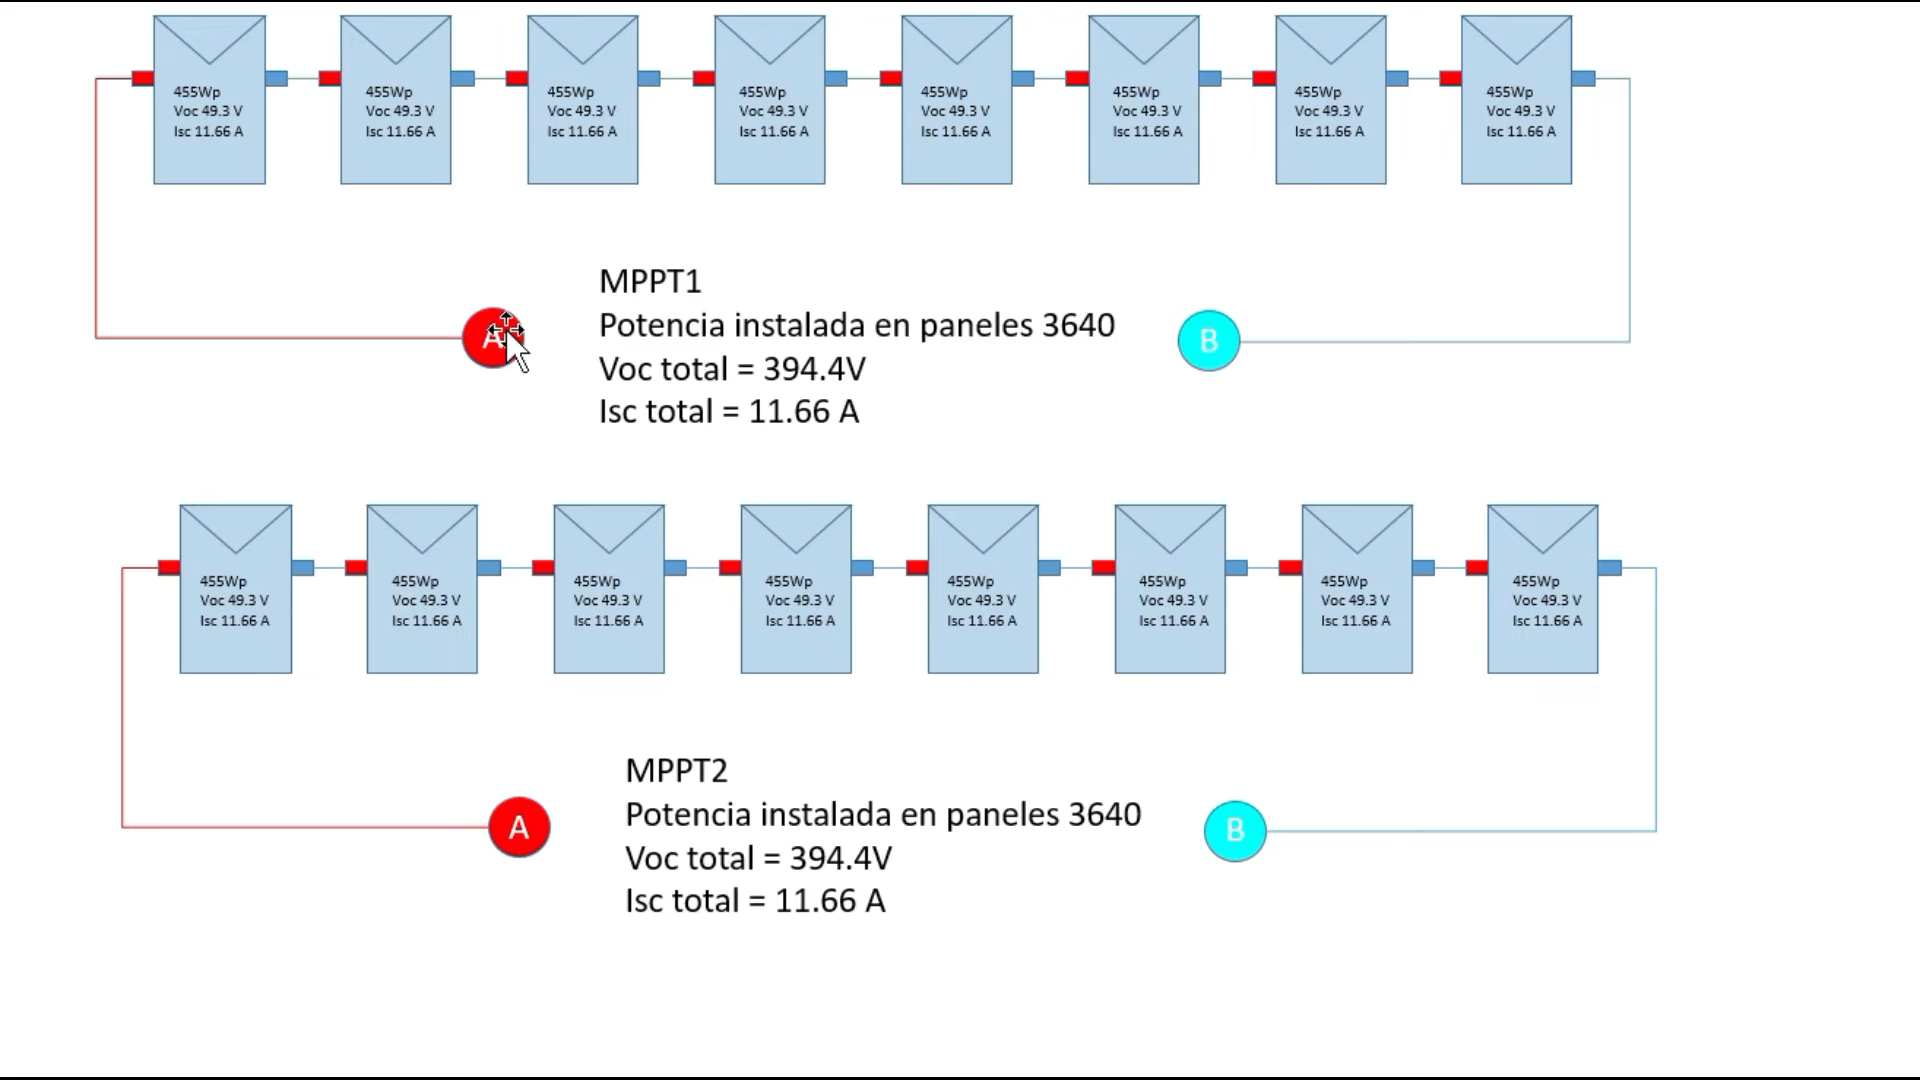 455Wp
Voc 49.3 V
Isc 11.66 A
455Wp
Voc 49.3 V
Isc 11.66 A
455Wp
Voc 49.3 V
Isc 11.66 A
455Wp
Voc 49.3 V
Isc 11.66 A
455Wp
Voc 49.3 V
Isc 11.66 A
455Wp
Voc 49.3 V
Isc 11.66 A
455Wp
Voc 49.3 V
Isc 11.66 A
455Wp
Voc 49.3 V
Isc 11.66 A
A
MPPT1
Potencia instalada en paneles 3640
Voc total = 394.4V
Isc total = 11.66 A
B
455Wp
Voc 49.3 V
Isc 11.66 A
455Wp
Voc 49.3 V
Isc 11.66 A
455Wp
Voc 49.3 V
Isc 11.66 A
455Wp
Voc 49.3 V
Isc 11.66 A
455Wp
Voc 49.3 V
Isc 11.66 A
455Wp
Voc 49.3 V
Isc 11.66 A
455Wp
Voc 49.3 V
Isc 11.66 A
455Wp
Voc 49.3 V
Isc 11.66 A
A
MPPT2
Potencia instalada en paneles 3640
Voc total = 394.4V
Isc total = 11.66 A
B